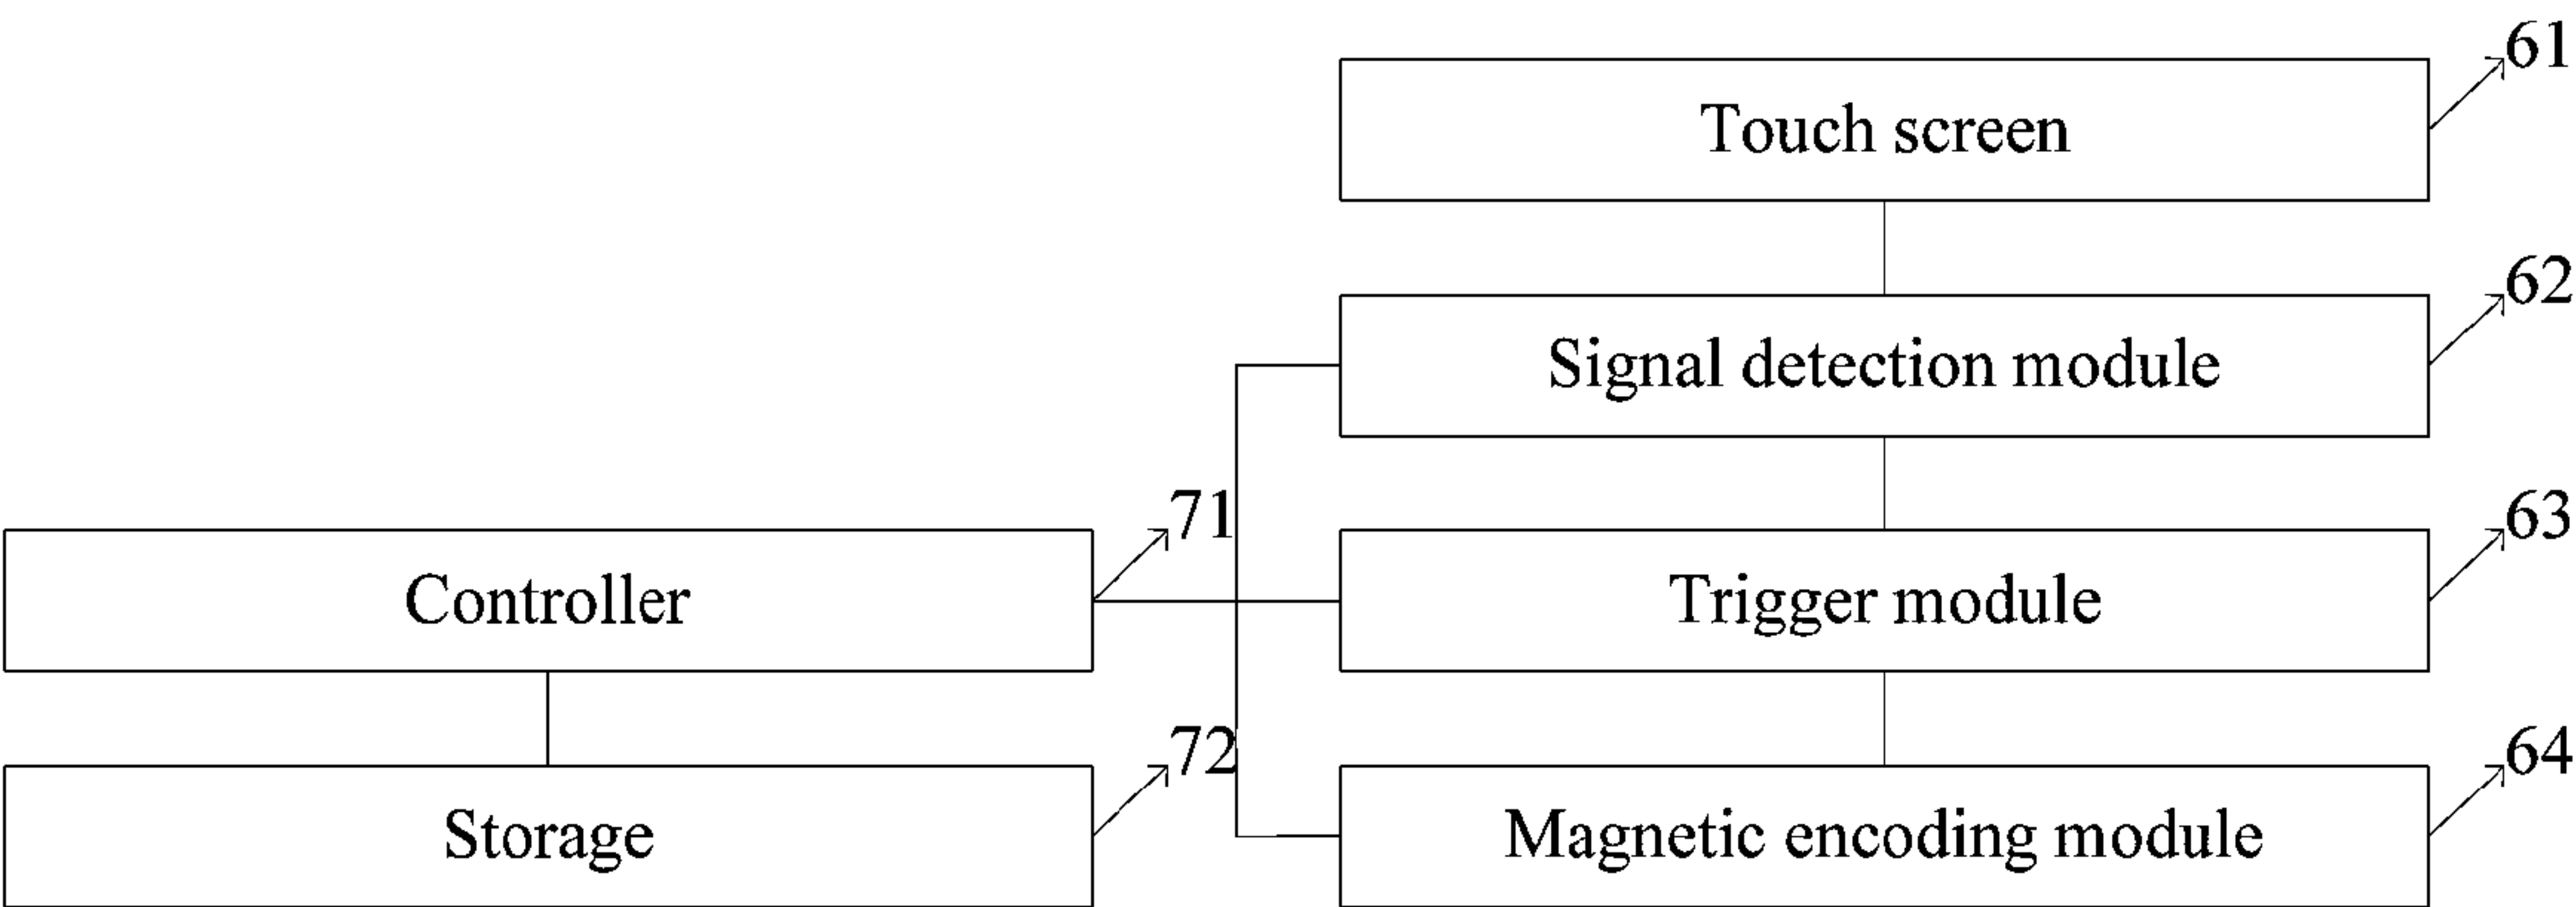 61
Touch screen
62
Signal detection module
71
63
Controller
Trigger module
72
64
Storage
Magnetic encoding module